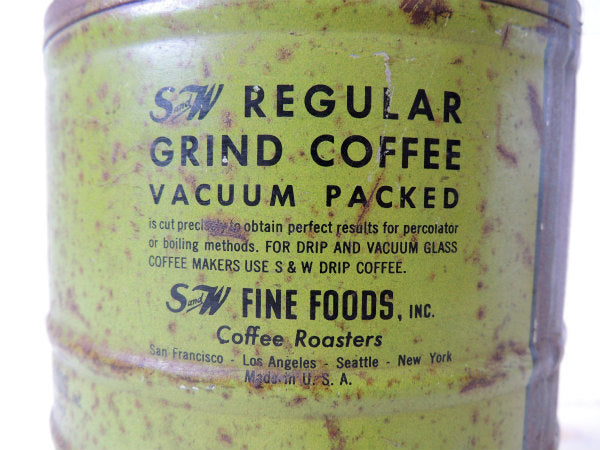 S and W REGULAR
GRIND COFFEE
VACUUM PACKED
is cut precisely to obtain perfect results for percolator
or boiling methods. FOR DRIP AND VACUUM GLASS
COFFEE MAKERS USE S & W DRIP COFFEE.
S and W FINE FOODS, INC.
Coffee Roasters
San Francisco - Los Angeles - Seattle - New York
Made in U. S. A.